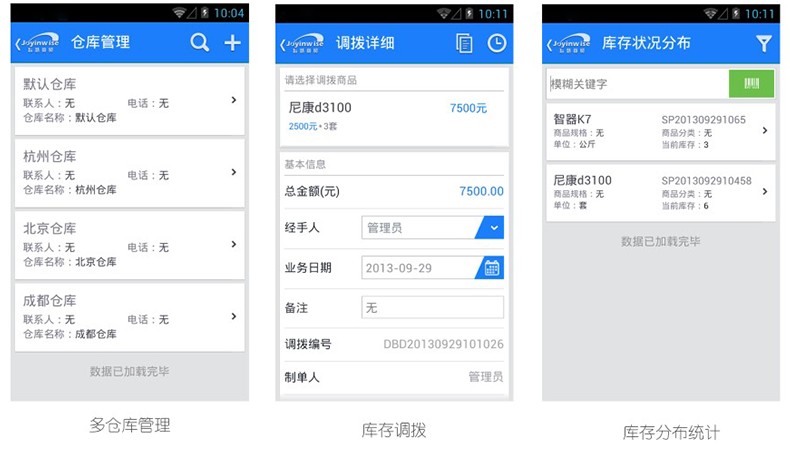 10:04
Joyinwise
仓库管理
默认仓库
联系人：无 电话：无
仓库名称：默认仓库
杭州仓库
联系人：无 电话：无
仓库名称：杭州仓库
北京仓库
联系人：无 电话：无
仓库名称：北京仓库
成都仓库
联系人：无 电话：无
仓库名称：成都仓库
数据已加载完毕
多仓库管理
10:11
Joyinwise
调拨详细
请选择调拨商品
尼康d3100 7500元
2500元*3套
基本信息
总金额(元) 7500.00
经手人 管理员
业务日期 2013-09-29
备注 无
调拨编号 DBD20130929101026
制单人 管理员
库存调拨
10:11
Joyinwise
库存状况分布
模糊关键字
智器K7 SP201309291065
商品规格：无 商品分类：无
单位：公斤 当前库存：3
尼康d3100 SP2013092910458
商品规格：无 商品分类：无
单位：套 当前库存：6
数据已加载完毕
库存分布统计